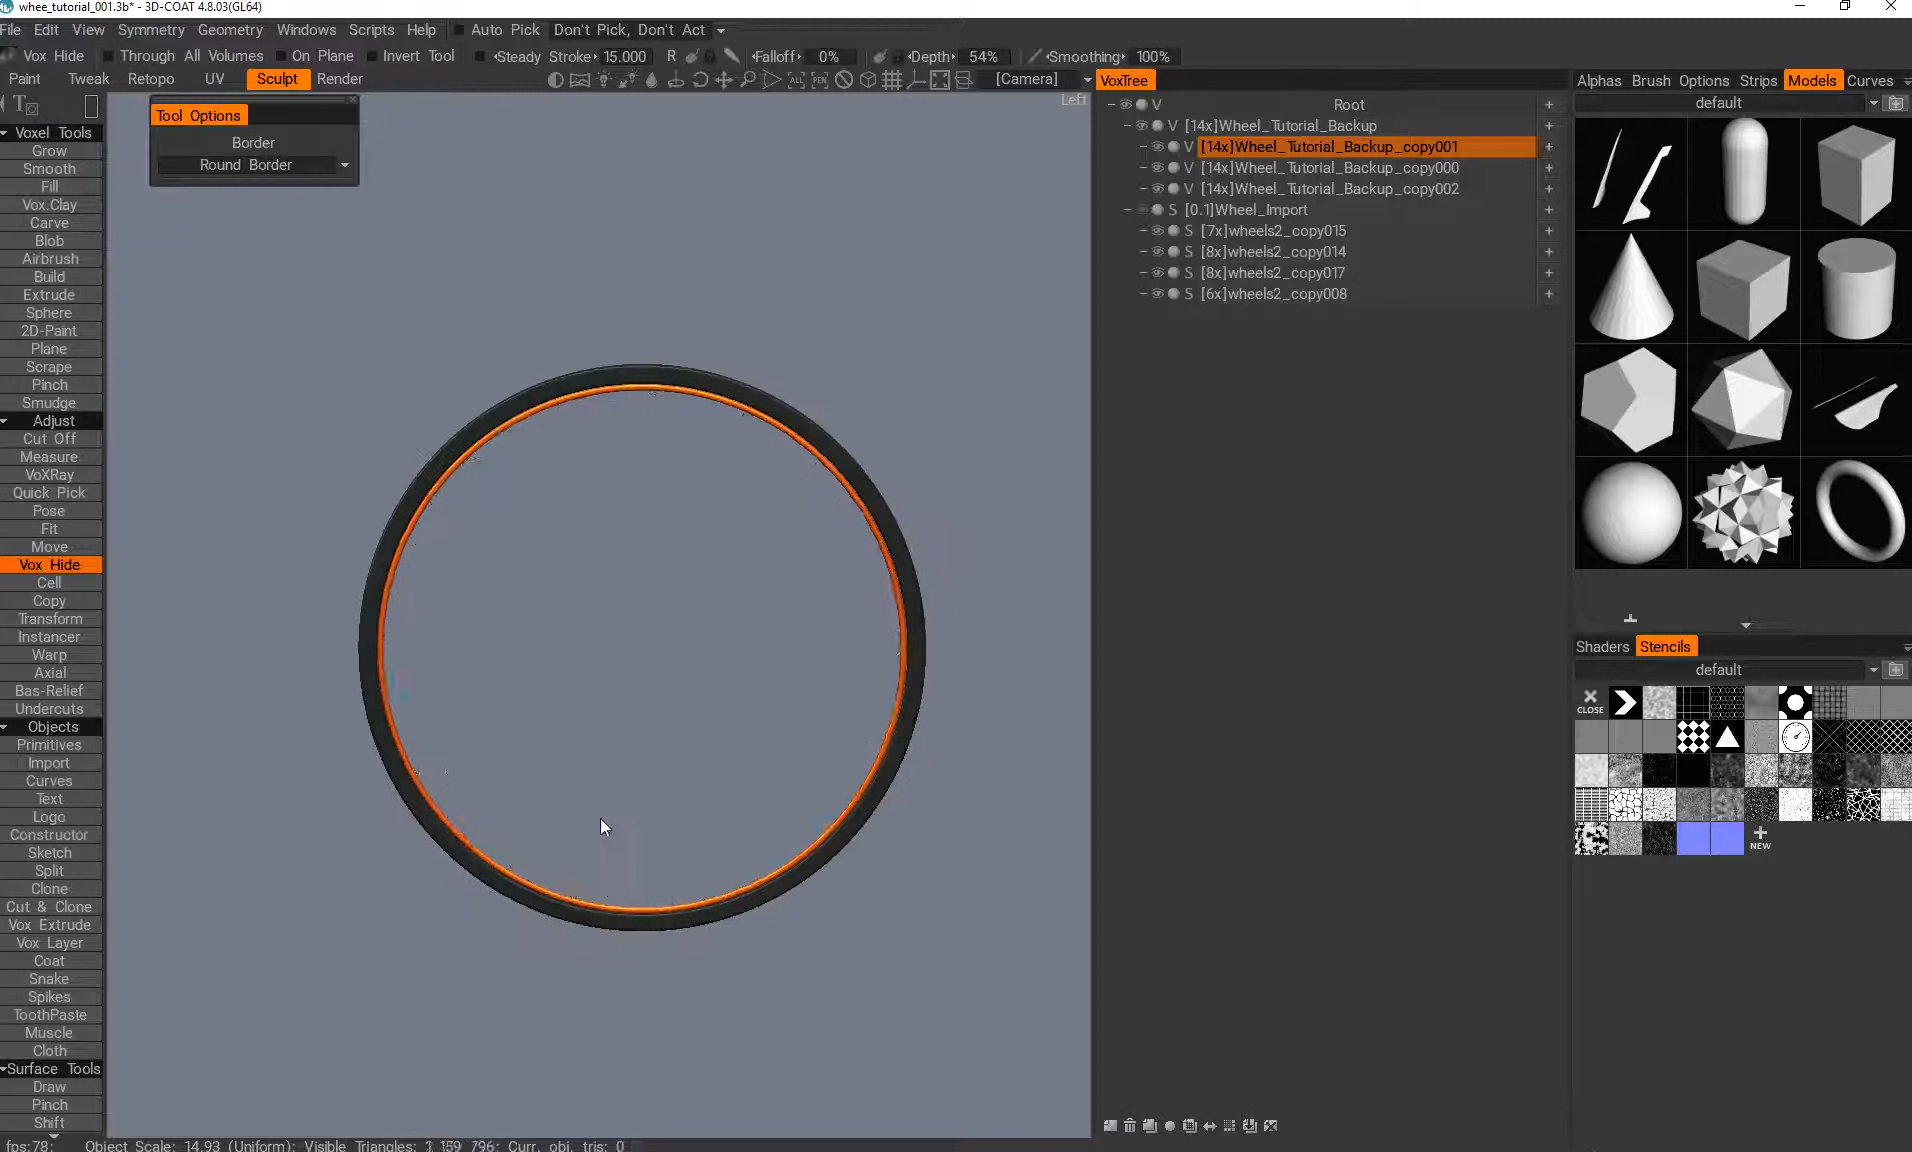 whee_tutorial_001.3b* - 3D-COAT 4.8.03(GL64)
File Edit View Symmetry Geometry Windows Scripts Help Auto Pick Don't Pick, Don't Act
Vox Hide Through All Volumes On Plane Invert Tool Steady Stroke 15.000 R Falloff 0% Depth 54% Smoothing 100%
Paint Tweak Retopo UV Sculpt Render ALL PEN [Camera] VoxTree Alphas Brush Options Strips Models Curves
Left
default
Tool Options
Border
Round Border
Voxel Tools
Grow
Smooth
Fill
Vox.Clay
Carve
Blob
Airbrush
Build
Extrude
Sphere
2D-Paint
Plane
Scrape
Pinch
Smudge
Adjust
Cut Off
Measure
VoXRay
Quick Pick
Pose
Fit
Move
Vox Hide
Cell
Copy
Transform
Instancer
Warp
Axial
Bas-Relief
Undercuts
Objects
Primitives
Import
Curves
Text
Logo
Constructor
Sketch
Split
Clone
Cut & Clone
Vox Extrude
Vox Layer
Coat
Snake
Spikes
ToothPaste
Muscle
Cloth
Surface Tools
Draw
Pinch
Shift
V Root +
V [14x]Wheel_Tutorial_Backup +
V [14x]Wheel_Tutorial_Backup_copy001 +
V [14x]Wheel_Tutorial_Backup_copy000 +
V [14x]Wheel_Tutorial_Backup_copy002 +
S [0.1]Wheel_Import +
S [7x]wheels2_copy015 +
S [8x]wheels2_copy014 +
S [8x]wheels2_copy017 +
S [6x]wheels2_copy008 +
Shaders Stencils
default
CLOSE
NEW
fps:78; Object Scale: 14.93 (Uniform); Visible Triangles: 1 159 796; Curr. obj. tris: 0